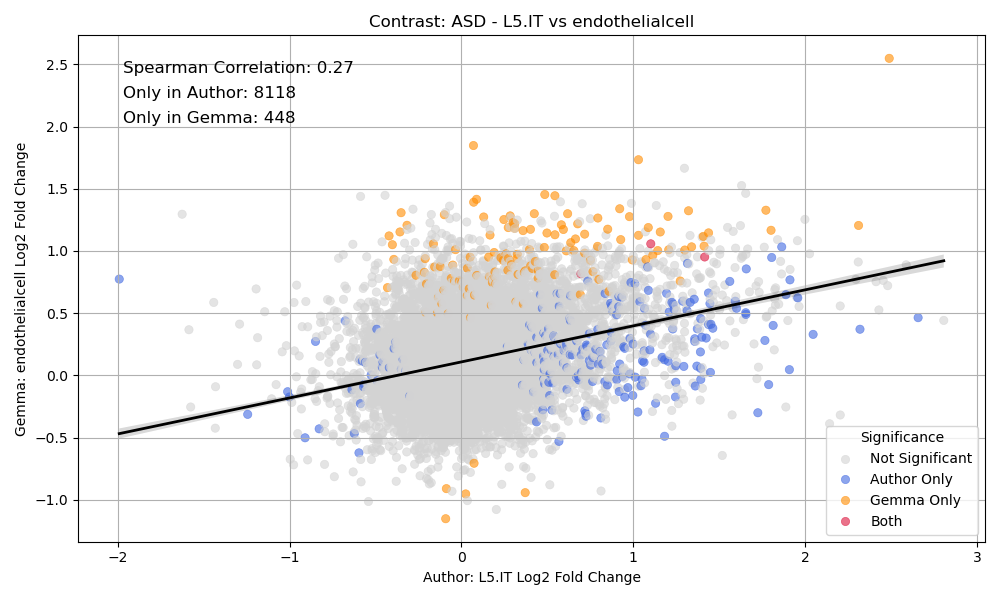 Contrast: ASD - L5.IT vs endothelialcell
Spearman Correlation: 0.27
Only in Author: 8118
Only in Gemma: 448
Gemma: endothelialcell Log2 Fold Change
2.5
2.0
1.5
1.0
0.5
0.0
−0.5
−1.0
Significance
Not Significant
Author Only
Gemma Only
Both
−2
−1
0
1
2
3
Author: L5.IT Log2 Fold Change